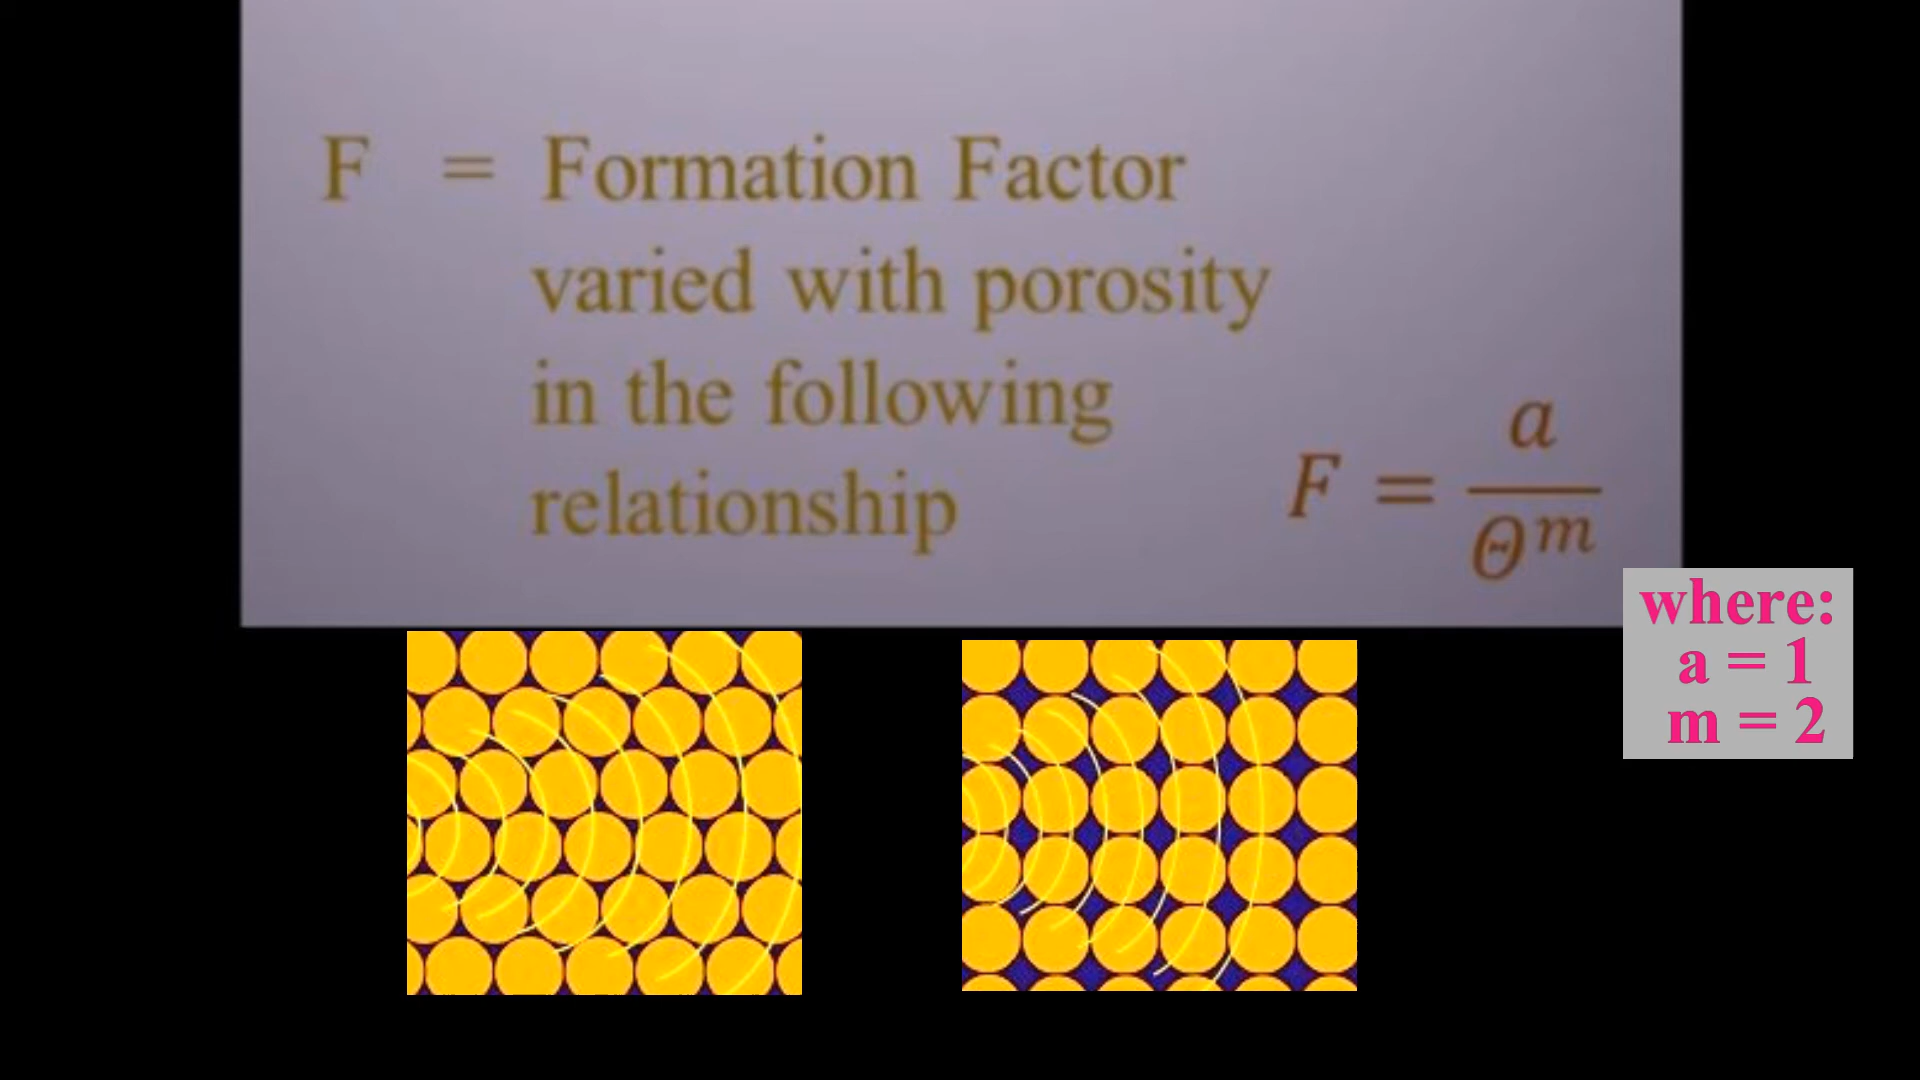 F = Formation Factor
varied with porosity
in the following
relationship
F = a / Θ^m
where:
a = 1
m = 2